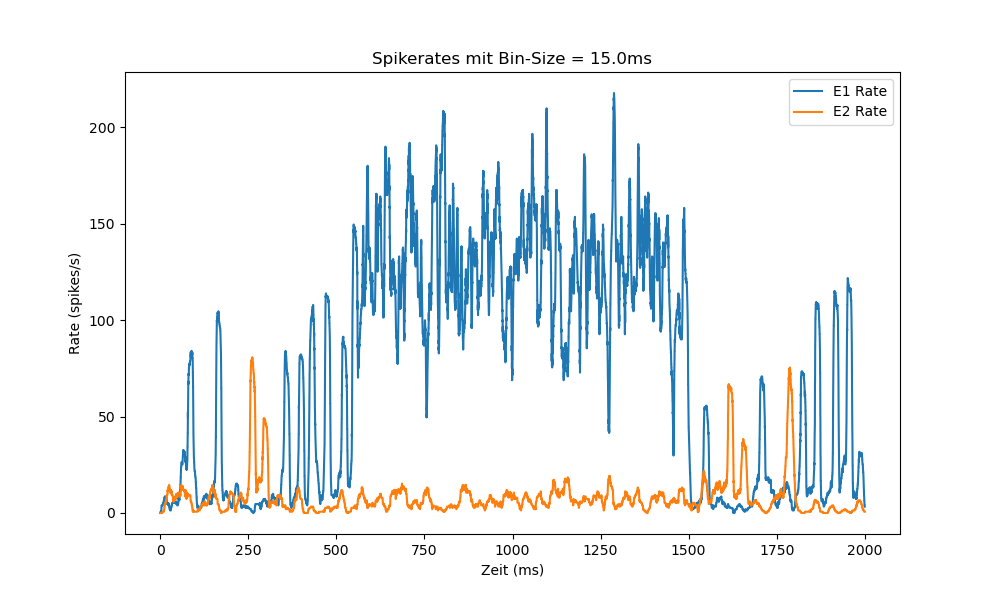 Spikerates mit Bin-Size = 15.0ms
E1 Rate
E2 Rate
200
150
100
50
0
Rate (spikes/s)
0 250 500 750 1000 1250 1500 1750 2000
Zeit (ms)